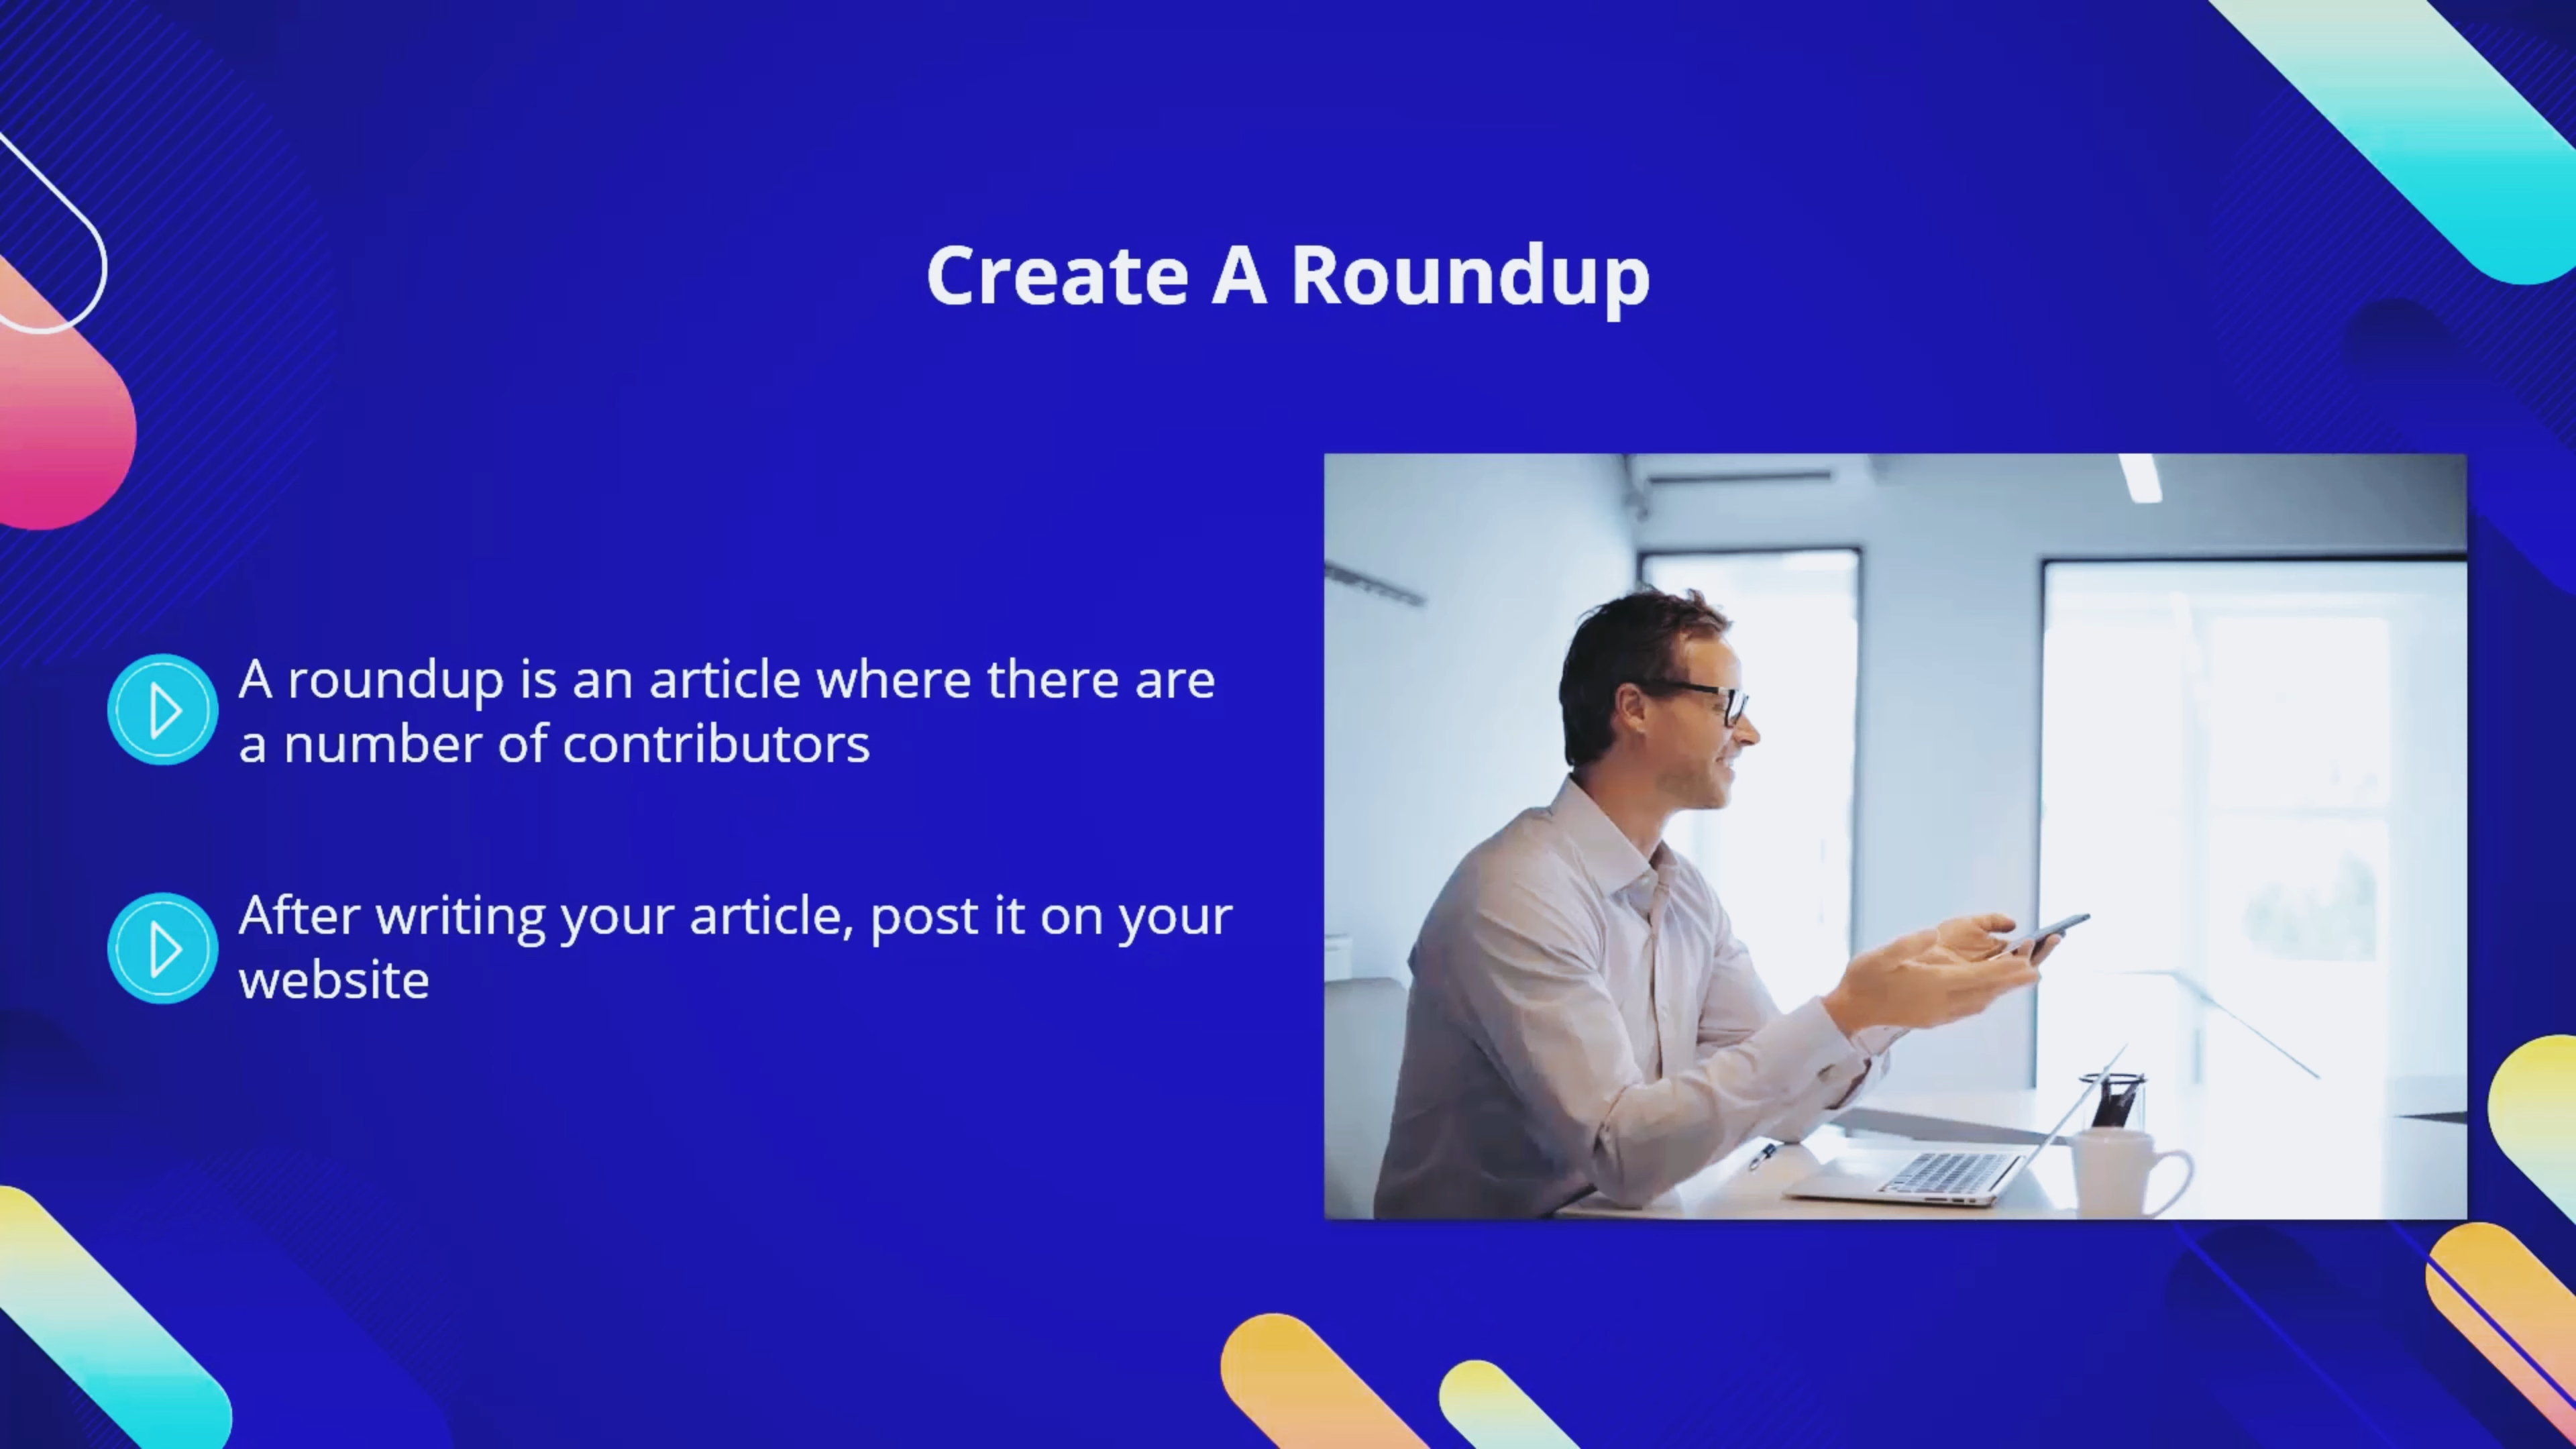 Create A Roundup
A roundup is an article where there are
a number of contributors
After writing your article, post it on your
website